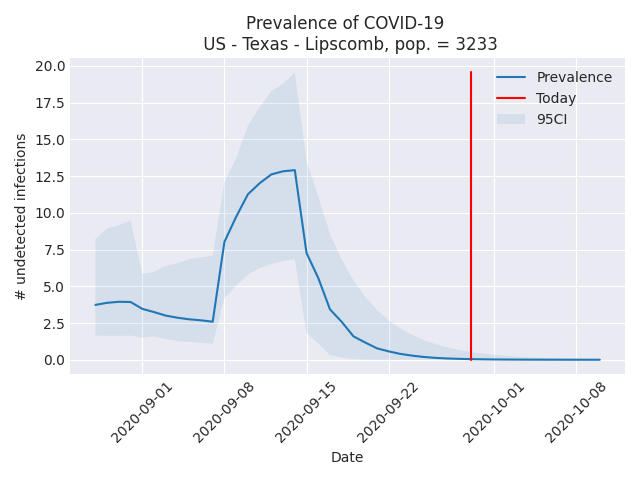 Prevalence of COVID-19
US - Texas - Lipscomb, pop. = 3233
20.0
17.5
15.0
12.5
10.0
7.5
5.0
2.5
0.0
# undetected infections
Prevalence
Today
95CI
2020-09-01
2020-09-08
2020-09-15
2020-09-22
2020-10-01
2020-10-08
Date